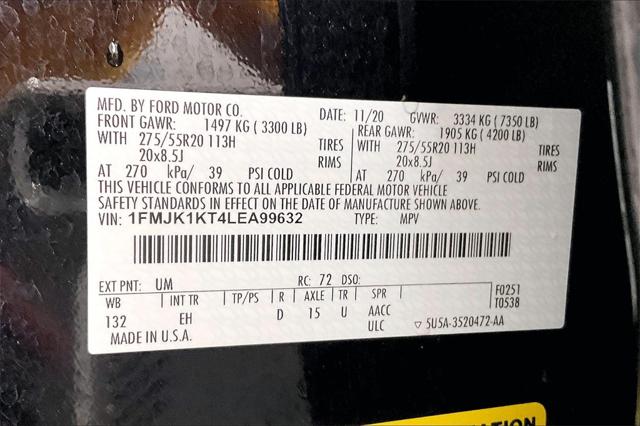 MFD. BY FORD MOTOR CO. DATE: 11/20 GVWR: 3334 KG ( 7350 LB)
FRONT GAWR: 1497 KG ( 3300 LB) REAR GAWR: 1905 KG ( 4200 LB)
WITH 275/55R20 113H TIRES WITH 275/55R20 113H TIRES
20x8.5J RIMS 20x8.5J RIMS
AT 270 kPa/ 39 PSI COLD AT 270 kPa/ 39 PSI COLD
THIS VEHICLE CONFORMS TO ALL APPLICABLE FEDERAL MOTOR VEHICLE
SAFETY STANDARDS IN EFFECT ON THE DATE OF MANUFACTURE SHOWN ABOVE.
VIN: 1FMJK1KT4LEA99632 TYPE: MPV
EXT PNT: UM RC: 72 DSO: F0251
WB INT TR TP/PS R AXLE TR SPR T0538
132 EH D 15 U AACC
ULC ▽ 5U5A-3520472-AA
MADE IN U.S.A.